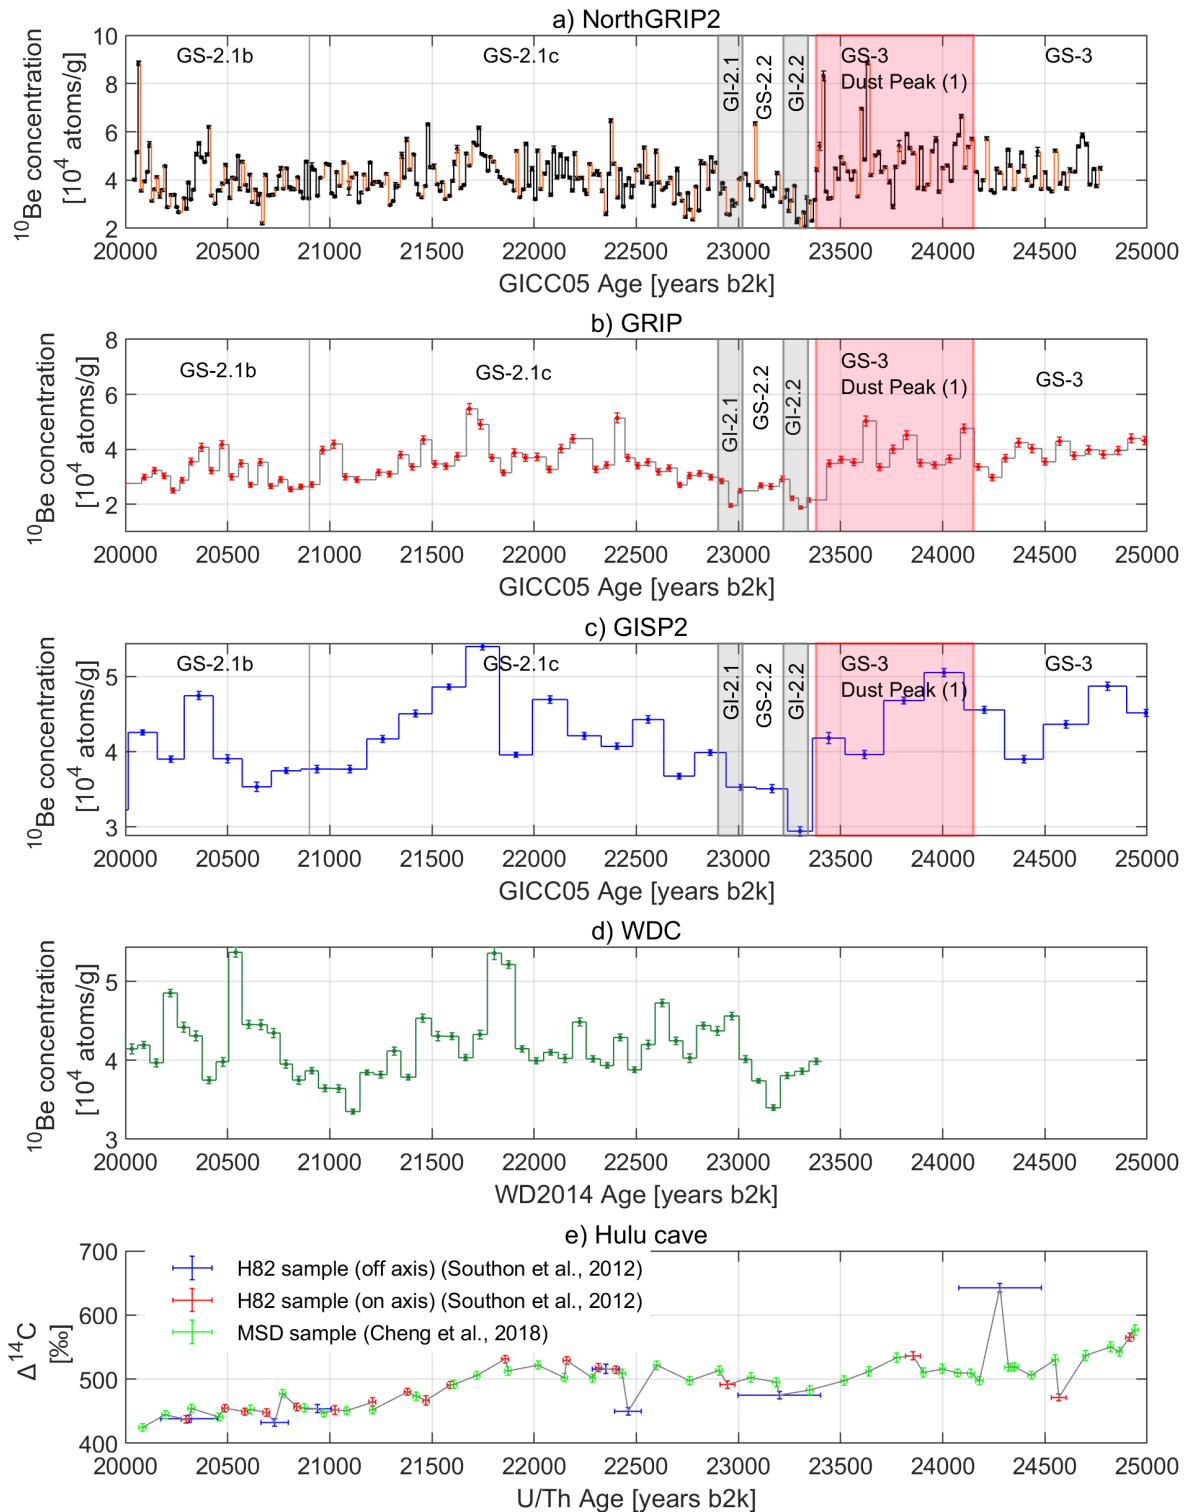 a) NorthGRIP2
10
8
6
4
2
¹⁰Be concentration
[10⁴ atoms/g]
GS-2.1b
GS-2.1c
GI-2.1
GS-2.2
GI-2.2
GS-3
Dust Peak (1)
GS-3
20000 20500 21000 21500 22000 22500 23000 23500 24000 24500 25000
GICC05 Age [years b2k]
b) GRIP
8
6
4
2
¹⁰Be concentration
[10⁴ atoms/g]
GS-2.1b
GS-2.1c
GI-2.1
GS-2.2
GI-2.2
GS-3
Dust Peak (1)
GS-3
20000 20500 21000 21500 22000 22500 23000 23500 24000 24500 25000
GICC05 Age [years b2k]
c) GISP2
5
4
3
¹⁰Be concentration
[10⁴ atoms/g]
GS-2.1b
GS-2.1c
GI-2.1
GS-2.2
GI-2.2
GS-3
Dust Peak (1)
GS-3
20000 20500 21000 21500 22000 22500 23000 23500 24000 24500 25000
GICC05 Age [years b2k]
d) WDC
5
4
3
¹⁰Be concentration
[10⁴ atoms/g]
20000 20500 21000 21500 22000 22500 23000 23500 24000 24500 25000
WD2014 Age [years b2k]
e) Hulu cave
700
600
500
400
Δ¹⁴C
[‰]
H82 sample (off axis) (Southon et al., 2012)
H82 sample (on axis) (Southon et al., 2012)
MSD sample (Cheng et al., 2018)
20000 20500 21000 21500 22000 22500 23000 23500 24000 24500 25000
U/Th Age [years b2k]